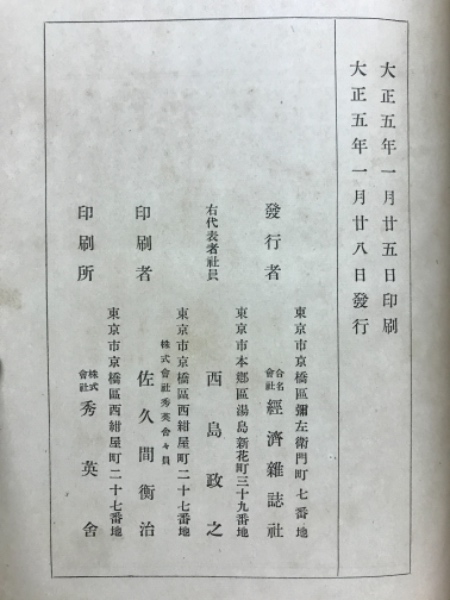 大正五年一月廿五日印刷
大正五年一月廿八日發行
東京市京橋區彌左衛門町七番地
發行者 合名會社 經濟雜誌社
東京市本郷區湯島新花町三十九番地
右代表者社員 西島政之
東京市京橋區西紺屋町二十七番地
株式會社秀英舍々員
印刷者 佐久間衡治
東京市京橋區西紺屋町二十七番地
印刷所 株式會社 秀英舍